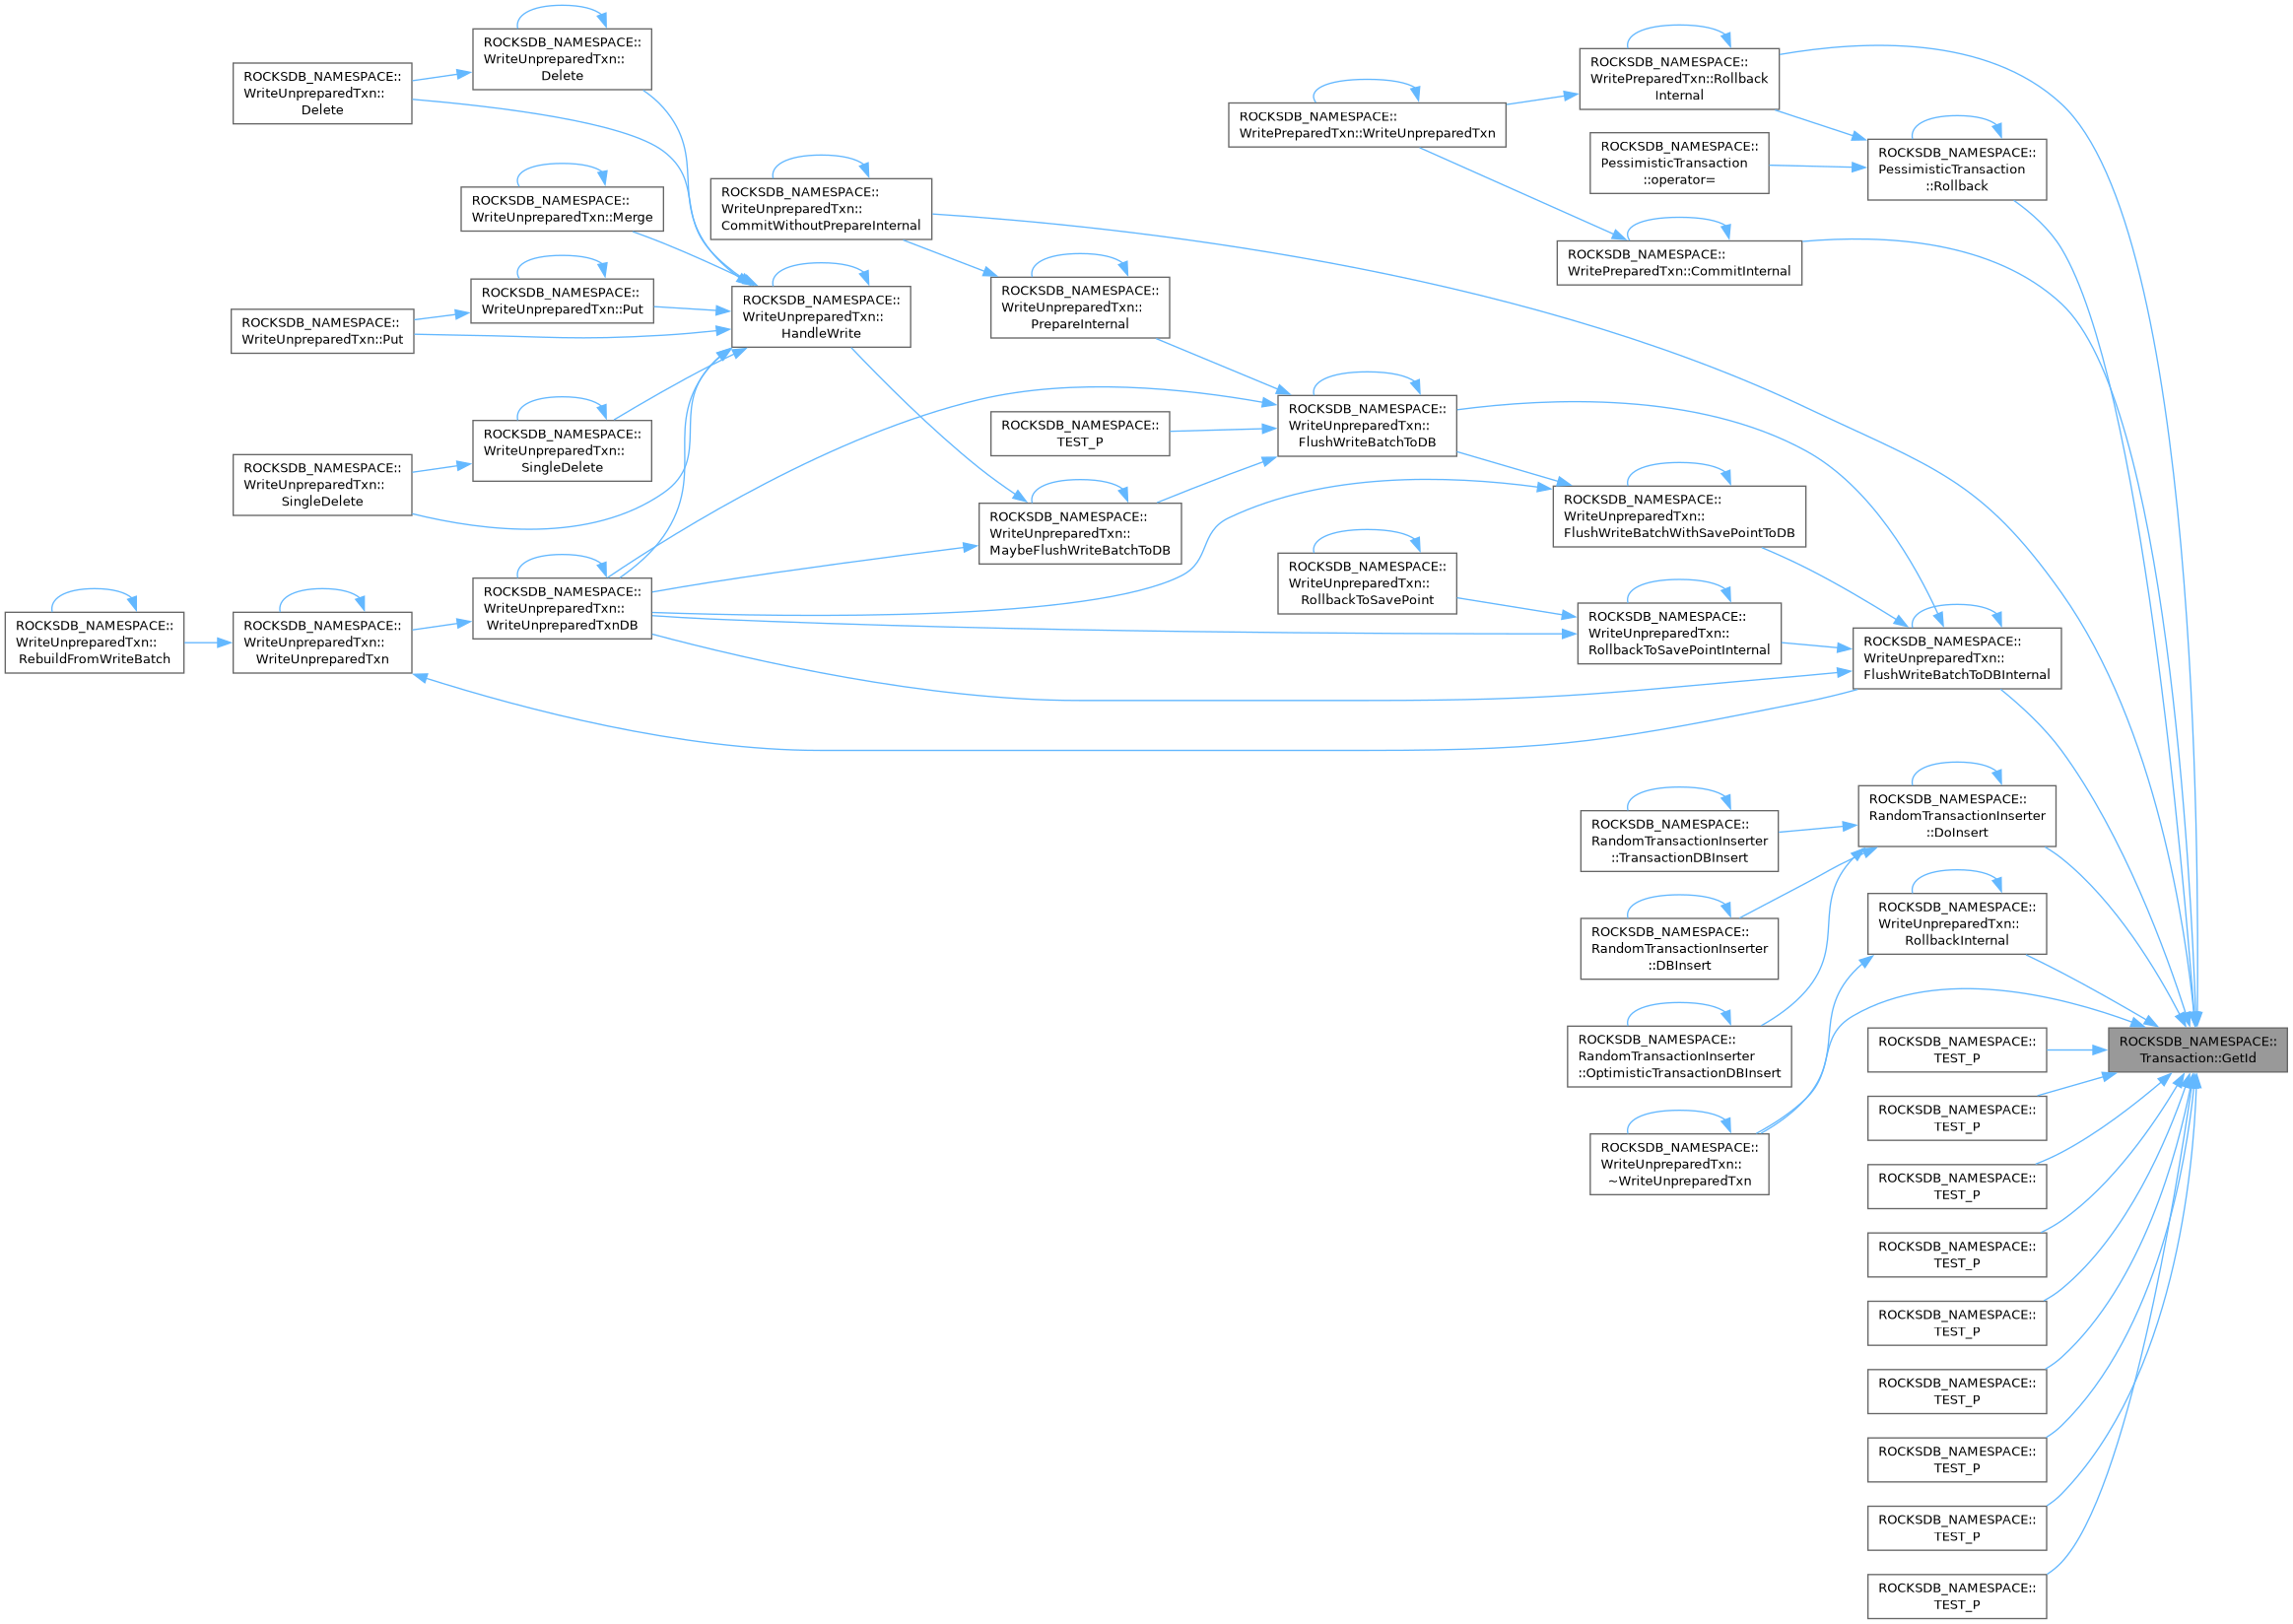 ROCKSDB_NAMESPACE::
WriteUnpreparedTxn::
Delete
ROCKSDB_NAMESPACE::
WriteUnpreparedTxn::
Delete
ROCKSDB_NAMESPACE::
WriteUnpreparedTxn::Merge
ROCKSDB_NAMESPACE::
WriteUnpreparedTxn::Put
ROCKSDB_NAMESPACE::
WriteUnpreparedTxn::Put
ROCKSDB_NAMESPACE::
WriteUnpreparedTxn::
SingleDelete
ROCKSDB_NAMESPACE::
WriteUnpreparedTxn::
SingleDelete
ROCKSDB_NAMESPACE::
WriteUnpreparedTxn::
WriteUnpreparedTxnDB
ROCKSDB_NAMESPACE::
WriteUnpreparedTxn::
RebuildFromWriteBatch
ROCKSDB_NAMESPACE::
WriteUnpreparedTxn::
WriteUnpreparedTxn
ROCKSDB_NAMESPACE::
WriteUnpreparedTxn::
CommitWithoutPrepareInternal
ROCKSDB_NAMESPACE::
WriteUnpreparedTxn::
HandleWrite
ROCKSDB_NAMESPACE::
WriteUnpreparedTxn::
PrepareInternal
ROCKSDB_NAMESPACE::
TEST_P
ROCKSDB_NAMESPACE::
WriteUnpreparedTxn::
MaybeFlushWriteBatchToDB
ROCKSDB_NAMESPACE::
WritePreparedTxn::WriteUnpreparedTxn
ROCKSDB_NAMESPACE::
WriteUnpreparedTxn::
FlushWriteBatchToDB
ROCKSDB_NAMESPACE::
WriteUnpreparedTxn::
RollbackToSavePoint
ROCKSDB_NAMESPACE::
WritePreparedTxn::Rollback
Internal
ROCKSDB_NAMESPACE::
PessimisticTransaction
::operator=
ROCKSDB_NAMESPACE::
PessimisticTransaction
::Rollback
ROCKSDB_NAMESPACE::
WritePreparedTxn::CommitInternal
ROCKSDB_NAMESPACE::
WriteUnpreparedTxn::
FlushWriteBatchWithSavePointToDB
ROCKSDB_NAMESPACE::
WriteUnpreparedTxn::
RollbackToSavePointInternal
ROCKSDB_NAMESPACE::
WriteUnpreparedTxn::
FlushWriteBatchToDBInternal
ROCKSDB_NAMESPACE::
RandomTransactionInserter
::DoInsert
ROCKSDB_NAMESPACE::
RandomTransactionInserter
::TransactionDBInsert
ROCKSDB_NAMESPACE::
WriteUnpreparedTxn::
RollbackInternal
ROCKSDB_NAMESPACE::
RandomTransactionInserter
::DBInsert
ROCKSDB_NAMESPACE::
RandomTransactionInserter
::OptimisticTransactionDBInsert
ROCKSDB_NAMESPACE::
WriteUnpreparedTxn::
~WriteUnpreparedTxn
ROCKSDB_NAMESPACE::
Transaction::GetId
ROCKSDB_NAMESPACE::
TEST_P
ROCKSDB_NAMESPACE::
TEST_P
ROCKSDB_NAMESPACE::
TEST_P
ROCKSDB_NAMESPACE::
TEST_P
ROCKSDB_NAMESPACE::
TEST_P
ROCKSDB_NAMESPACE::
TEST_P
ROCKSDB_NAMESPACE::
TEST_P
ROCKSDB_NAMESPACE::
TEST_P
ROCKSDB_NAMESPACE::
TEST_P